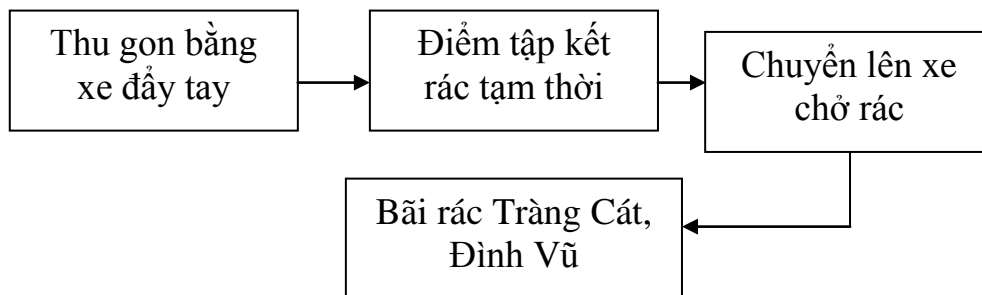 Thu gon bằng
xe đẩy tay
Điểm tập kết
rác tạm thời
Chuyển lên xe
chở rác
Bãi rác Tràng Cát,
Đình Vũ